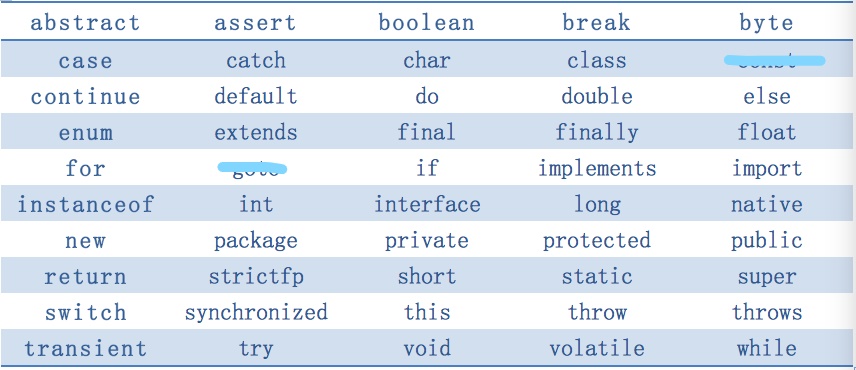 abstract assert boolean break byte
case catch char class const
continue default do double else
enum extends final finally float
for goto if implements import
instanceof int interface long native
new package private protected public
return strictfp short static super
switch synchronized this throw throws
transient try void volatile while